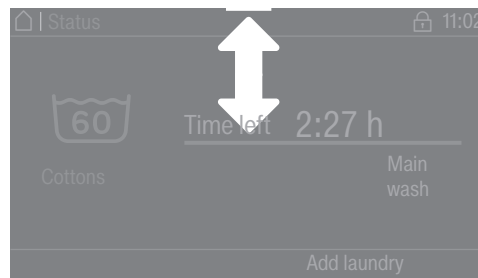 Status 11:02
60
Time left 2:27 h
Cottons
Main
wash
Add laundry